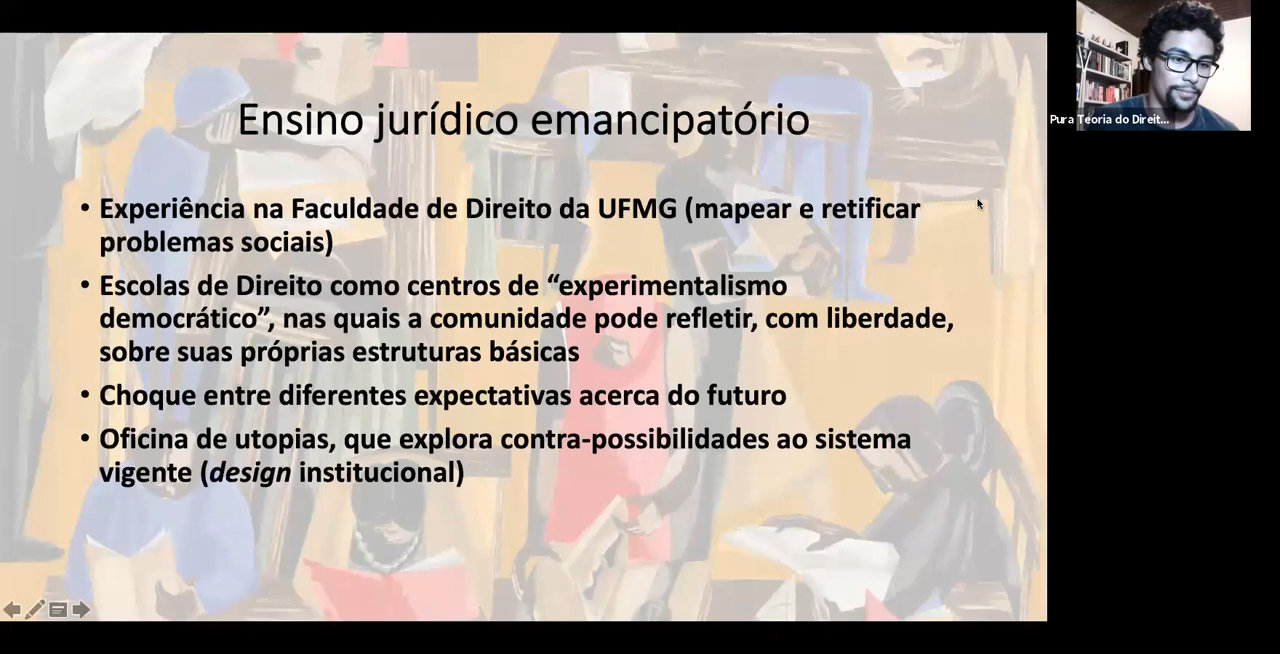 Ensino jurídico emancipatório
• Experiência na Faculdade de Direito da UFMG (mapear e retificar
problemas sociais)
• Escolas de Direito como centros de “experimentalismo
democrático”, nas quais a comunidade pode refletir, com liberdade,
sobre suas próprias estruturas básicas
• Choque entre diferentes expectativas acerca do futuro
• Oficina de utopias, que explora contra-possibilidades ao sistema
vigente (design institucional)
Pura Teoria do Direit...